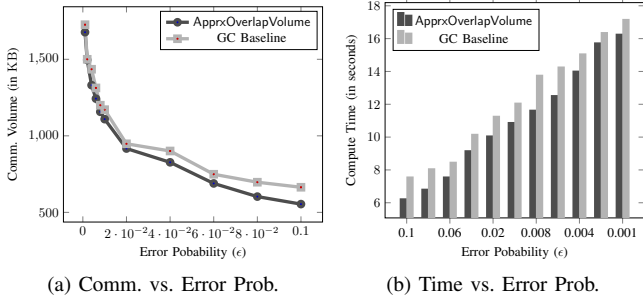 ApprxOverlapVolume
GC Baseline
Comm. Volume (in KB)
1,500
1,000
500
0 2 · 10−2 4 · 10−2 6 · 10−2 8 · 10−2 0.1
Error Pobability (ϵ)
(a) Comm. vs. Error Prob.
ApprxOverlapVolume
GC Baseline
Compute Time (in seconds)
18
16
14
12
10
8
6
0.1 0.06 0.02 0.008 0.004 0.001
Error Pobability (ϵ)
(b) Time vs. Error Prob.